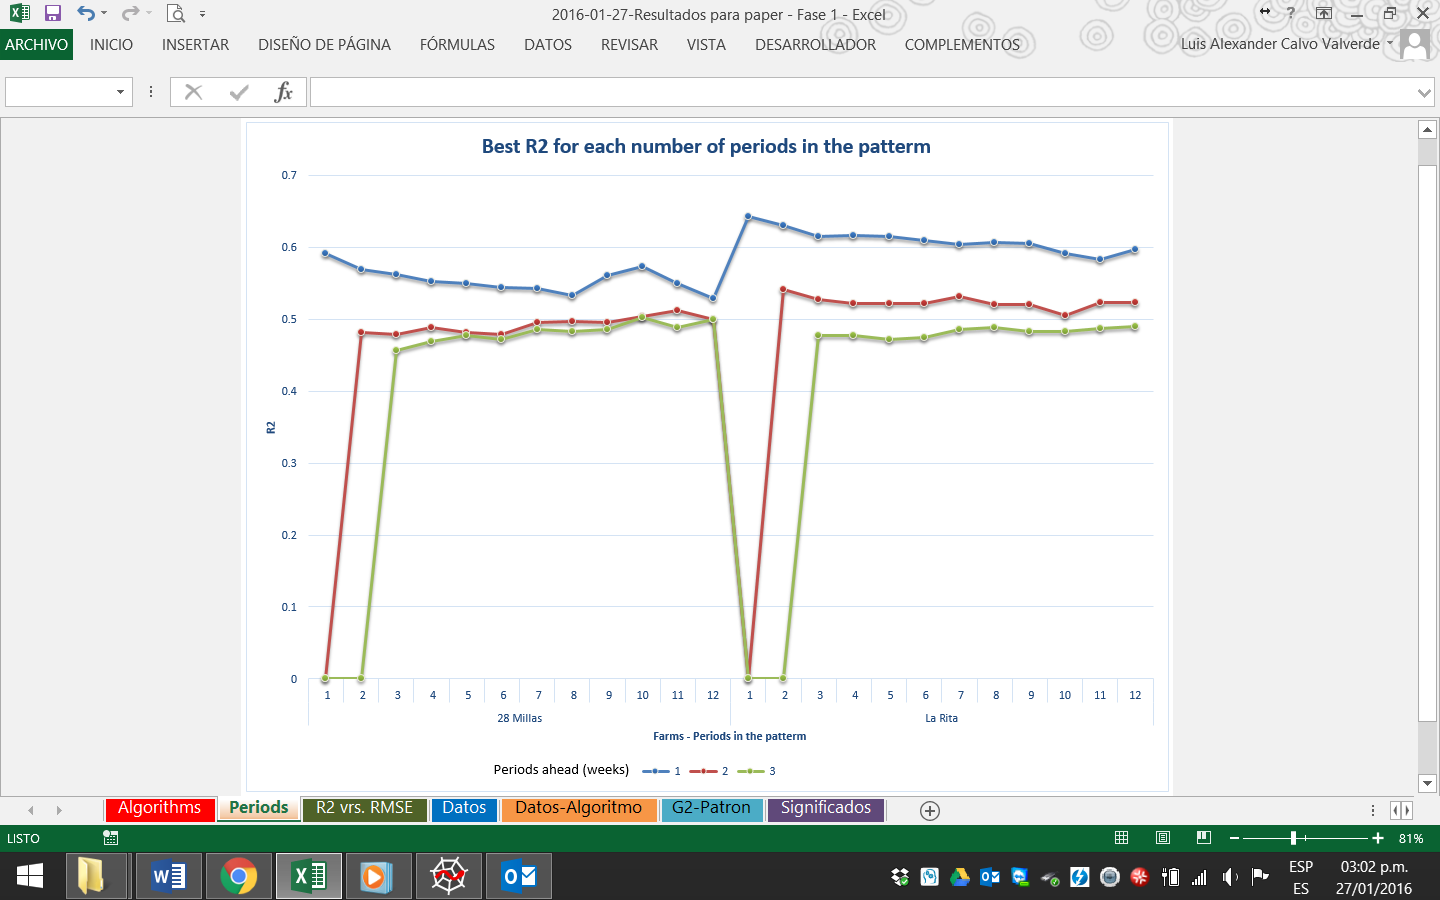 2016-01-27-Resultados para paper - Fase 1 - Excel
?
ARCHIVO INICIO INSERTAR DISEÑO DE PÁGINA FÓRMULAS DATOS REVISAR VISTA DESARROLLADOR COMPLEMENTOS Luis Alexander Calvo Valverde
fx
Best R2 for each number of periods in the patterm
0.7
0.6
0.5
0.4
R2
0.3
0.2
0.1
0
1 2 3 4 5 6 7 8 9 10 11 12 1 2 3 4 5 6 7 8 9 10 11 12
28 Millas La Rita
Farms - Periods in the patterm
Periods ahead (weeks) 1 2 3
Algorithms Periods R2 vrs. RMSE Datos Datos-Algoritmo G2-Patron Significados
LISTO 81%
ESP 03:02 p.m.
ES 27/01/2016